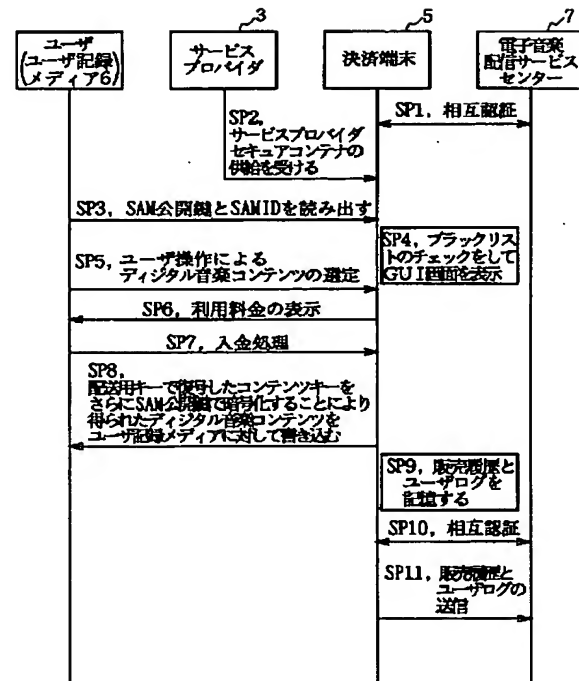 3
5
7
ユーザ
(ユーザ記録)
メディア6
サービス
プロバイダ
決済端末
電子音楽
配信サービス
センター
SP1, 相互認証
SP2,
サービスプロバイダ
セキュアコンテナの
供給を受ける
SP3, SAM公開鍵とSAMIDを読み出す
SP4, ブラックリス
トのチェックをして
GUI画面を表示
SP5, ユーザ操作による
ディジタル音楽コンテンツの選定
SP6, 利用料金の表示
SP7, 入金処理
SP8,
配送用キーで復号したコンテンツキーを
さらにSAM公開鍵で暗号化することにより
得られたディジタル音楽コンテンツを
ユーザ記録メディアに対して書き込む
SP9, 販売履歴と
ユーザログを
記憶する
SP10, 相互認証
SP11, 販売履歴と
ユーザログの
送信